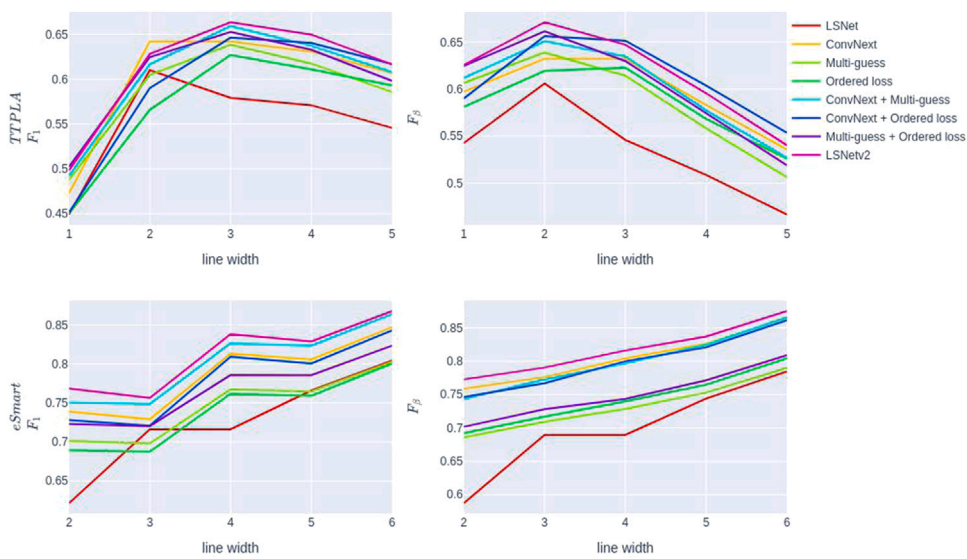 TTPLA
F1
0.65
0.6
0.55
0.5
0.45
1 2 3 4 5
line width
Fβ
0.65
0.6
0.55
0.5
1 2 3 4 5
line width
LSNet
ConvNext
Multi-guess
Ordered loss
ConvNext + Multi-guess
ConvNext + Ordered loss
Multi-guess + Ordered loss
LSNetv2
eSmart
F1
0.85
0.8
0.75
0.7
0.65
2 3 4 5 6
line width
Fβ
0.85
0.8
0.75
0.7
0.65
0.6
2 3 4 5 6
line width